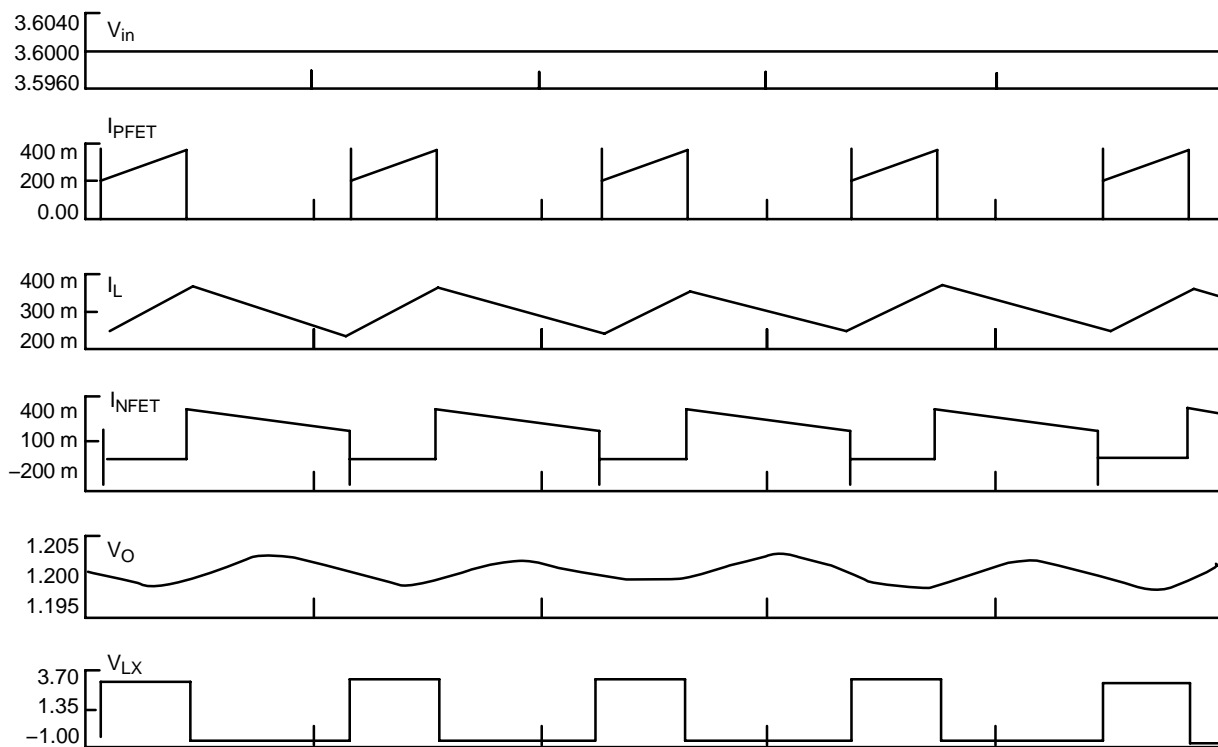 3.6040
V_in
3.6000
3.5960
I_PFET
400 m
200 m
0.00
400 m
I_L
300 m
200 m
I_NFET
400 m
100 m
–200 m
1.205
V_O
1.200
1.195
V_LX
3.70
1.35
–1.00